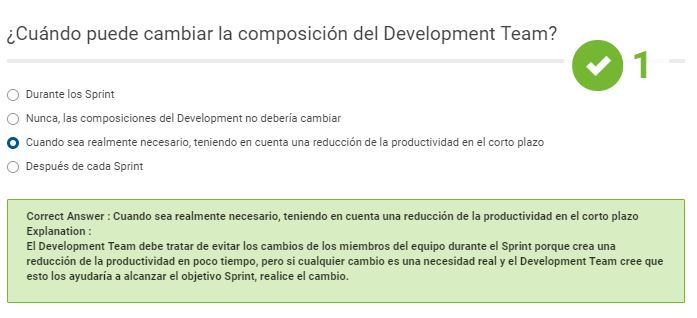 ¿Cuándo puede cambiar la composición del Development Team?
1
Durante los Sprint
Nunca, las composiciones del Development no debería cambiar
Cuando sea realmente necesario, teniendo en cuenta una reducción de la productividad en el corto plazo
Después de cada Sprint
Correct Answer : Cuando sea realmente necesario, teniendo en cuenta una reducción de la productividad en el corto plazo
Explanation :
El Development Team debe tratar de evitar los cambios de los miembros del equipo durante el Sprint porque crea una
reducción de la productividad en poco tiempo, pero si cualquier cambio es una necesidad real y el Development Team cree que
esto los ayudaría a alcanzar el objetivo Sprint, realice el cambio.